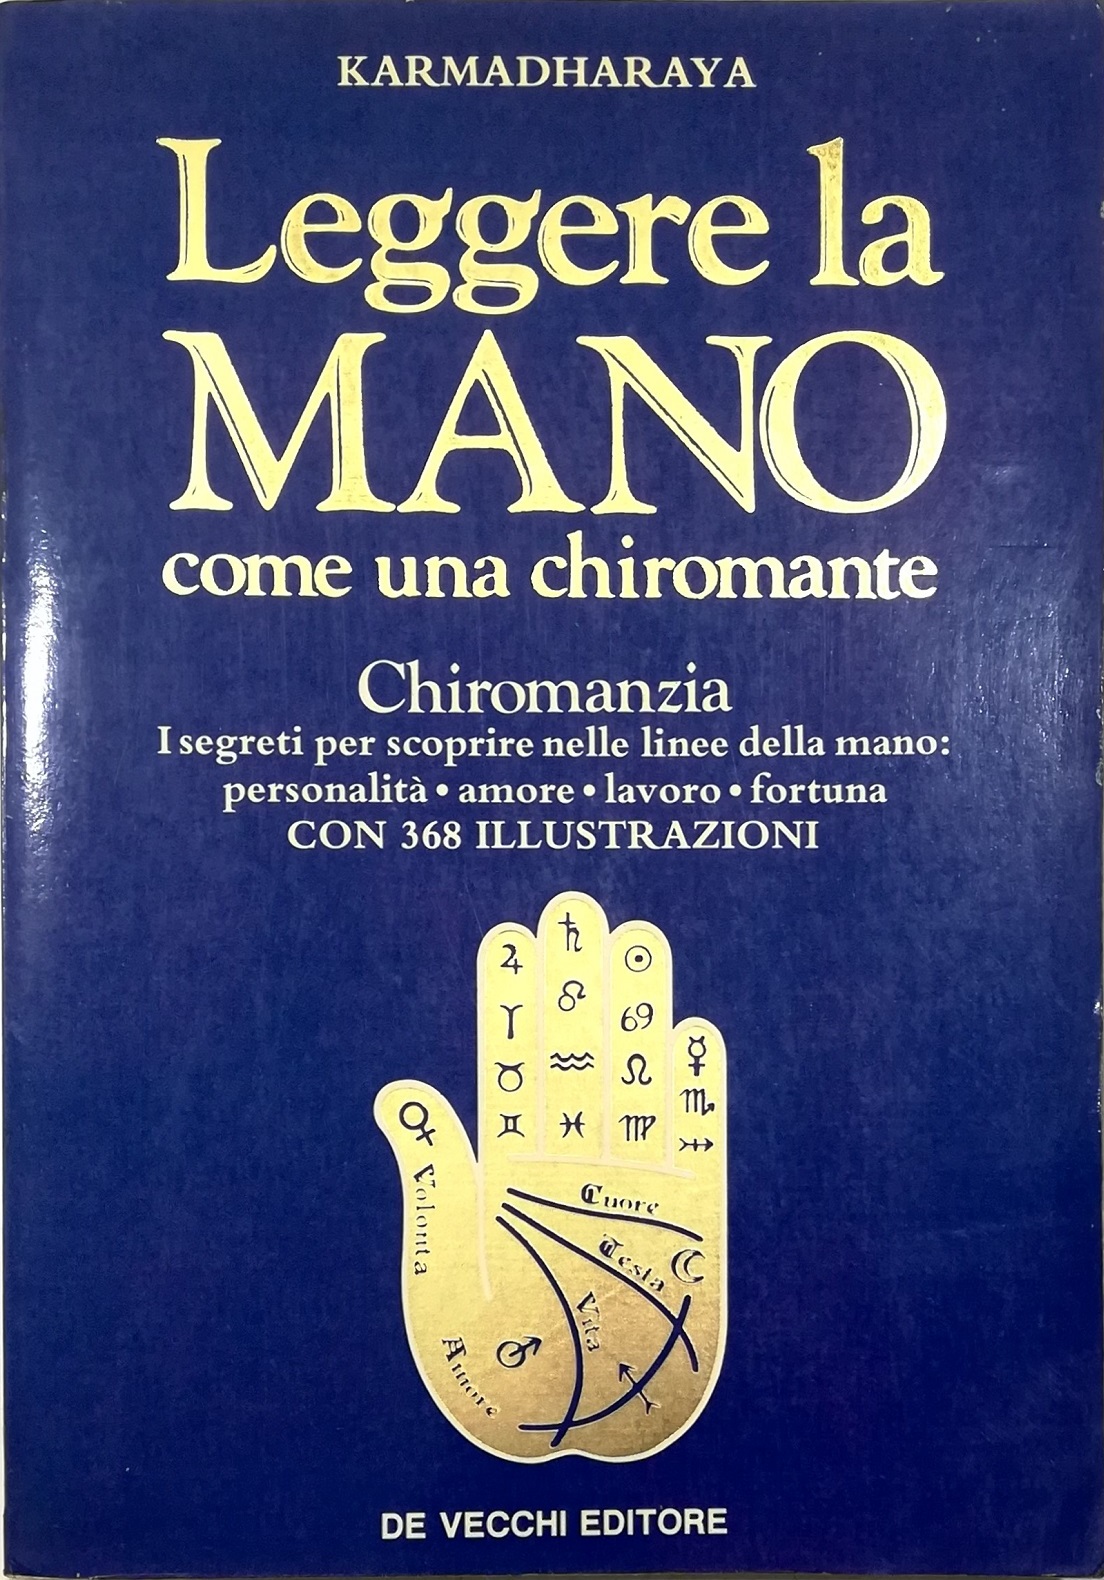 KARMADHARAYA
Leggere la
MANO
come una chiromante
Chiromanzia
I segreti per scoprire nelle linee della mano:
personalità • amore • lavoro • fortuna
CON 368 ILLUSTRAZIONI
♃ ♄ ☉ ☿
♈ ♌ ♋ ♏
♉ ♒ ♌ ♐
♊ ♓ ♍
♀ Volonta
Cuore
Testa
Vita
Amore
DE VECCHI EDITORE